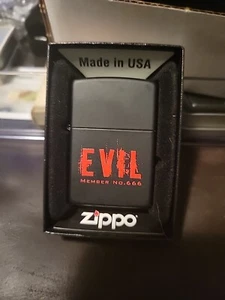 Made in USA
EVIL
MEMBER NO.666
zippo